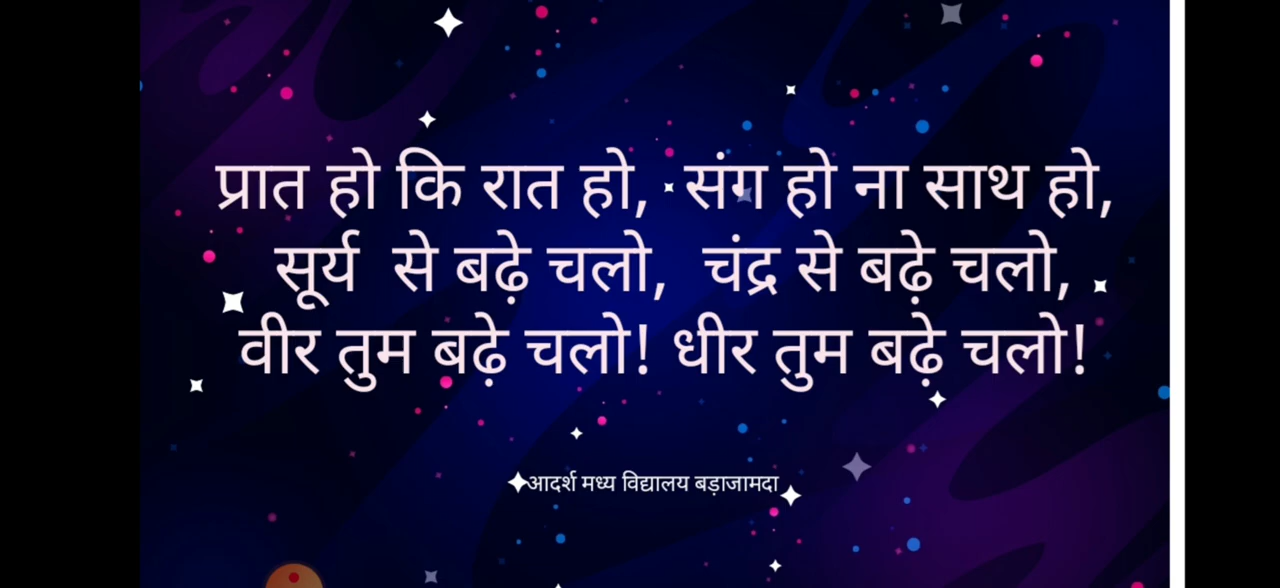 प्रात हो कि रात हो, संग हो ना साथ हो,
सूर्य से बढ़े चलो, चंद्र से बढ़े चलो,
वीर तुम बढ़े चलो! धीर तुम बढ़े चलो!
आदर्श मध्य विद्यालय बड़ाजामदा